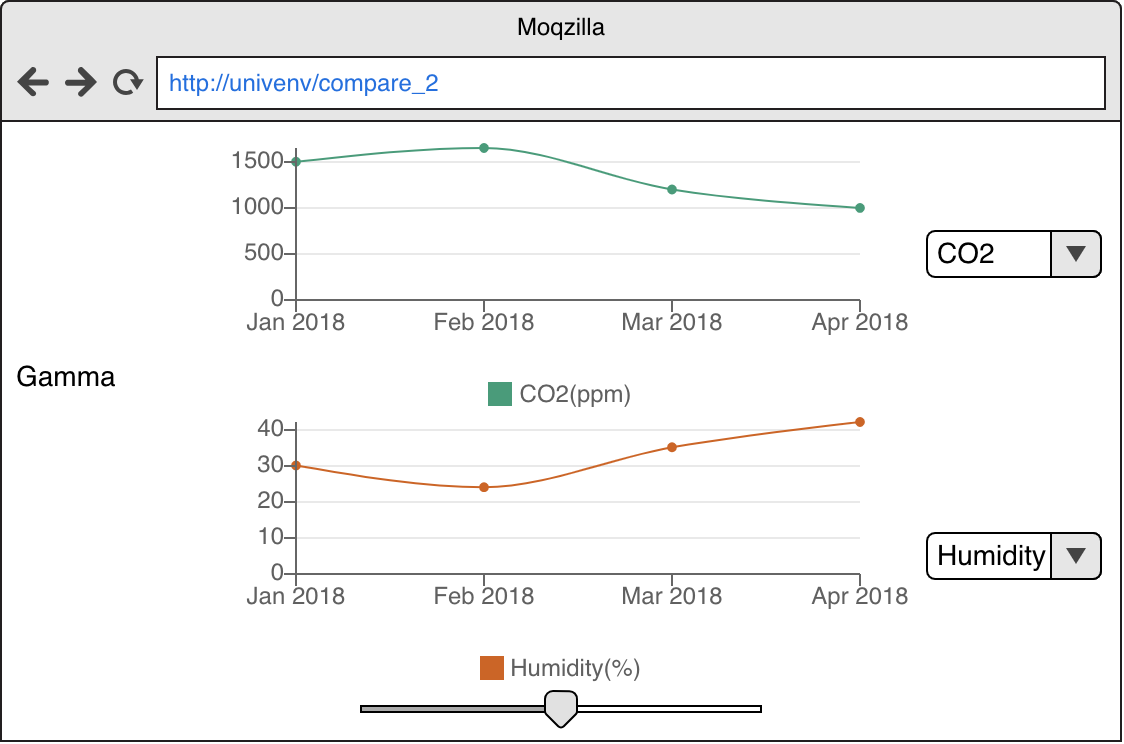 Moqzilla
http://univenv/compare_2
1500
1000
500
0
Jan 2018 Feb 2018 Mar 2018 Apr 2018
CO2
Gamma
CO2(ppm)
40
30
20
10
0
Jan 2018 Feb 2018 Mar 2018 Apr 2018
Humidity
Humidity(%)